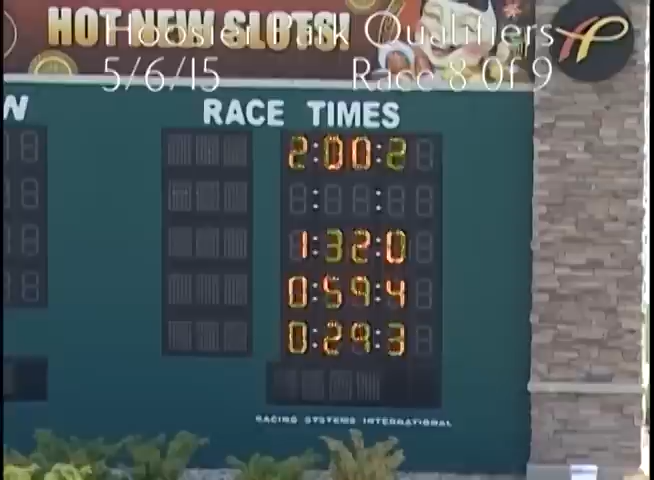 HOT NEW SLOTS!
Hoosier Park Qualifiers
5/6/15 Race 8 Of 9
W
RACE TIMES
2:00:2
1:32:0
0:59:4
0:29:3
RACING SYSTEMS INTERNATIONAL